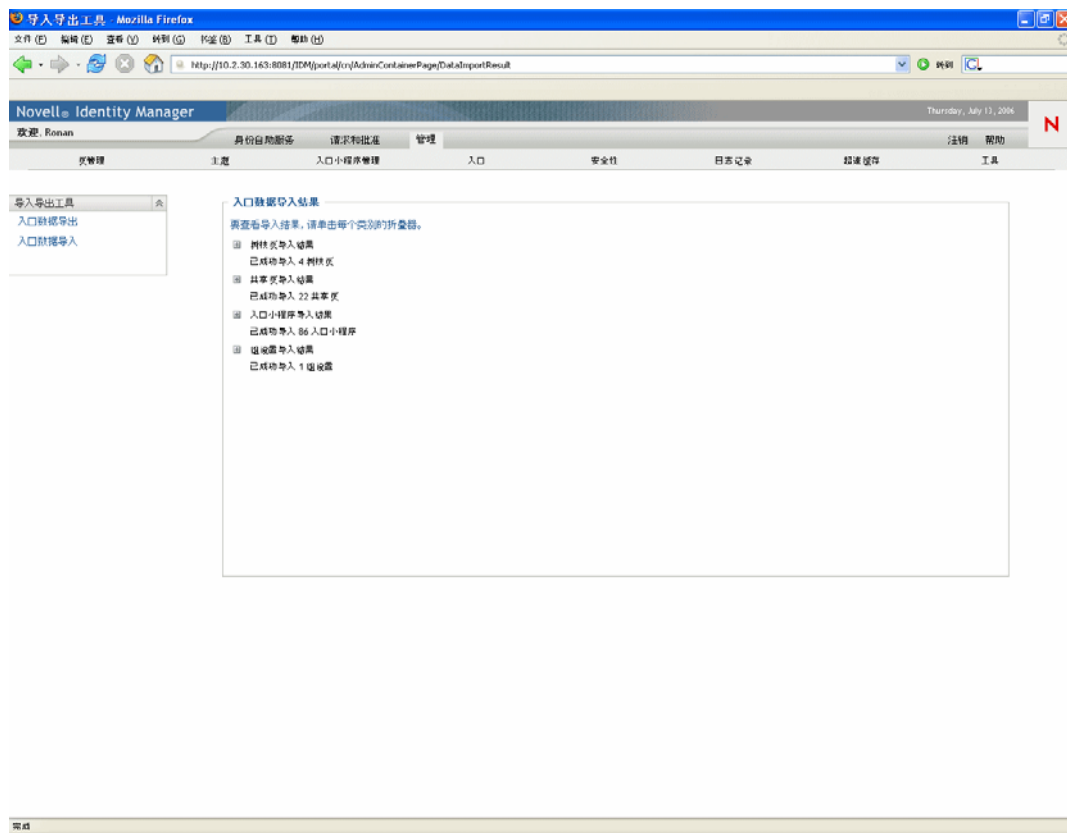 导入导出工具 - Mozilla Firefox
文件(F) 编辑(E) 查看(V) 转到(G) 书签(B) 工具(T) 帮助(H)
http://10.2.30.163:8081/IDM/portal/cn/AdminContainerPage/DataImportResult
转到
Novell® Identity Manager
Thursday, July 13, 2006
N
欢迎, Ronan
身份自助服务 请求和批准 管理
注销 帮助
页管理 主题 入口小程序管理 入口 安全性 日志记录 超速缓存 工具
导入导出工具
入口数据导出
入口数据导入
入口数据导入结果
要查看导入结果,请单击每个类别的折叠器。
树枝页导入结果
已成功导入 4 树枝页
共享页导入结果
已成功导入 22 共享页
入口小程序导入结果
已成功导入 86 入口小程序
组设置导入结果
已成功导入 1 组设置
完成